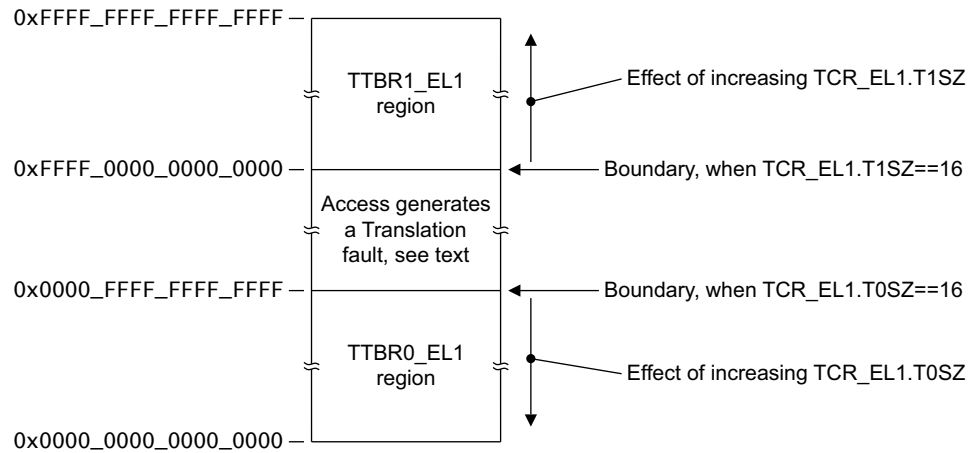 0xFFFF_FFFF_FFFF_FFFF
TTBR1_EL1
region
Effect of increasing TCR_EL1.T1SZ
0xFFFF_0000_0000_0000
Boundary, when TCR_EL1.T1SZ==16
Access generates
a Translation
fault, see text
0x0000_FFFF_FFFF_FFFF
Boundary, when TCR_EL1.T0SZ==16
TTBR0_EL1
region
Effect of increasing TCR_EL1.T0SZ
0x0000_0000_0000_0000